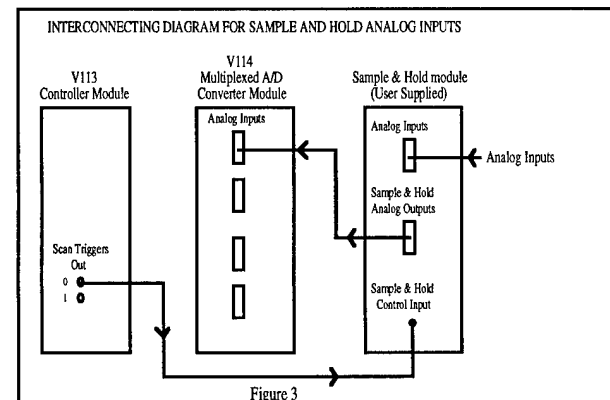 INTERCONNECTING DIAGRAM FOR SAMPLE AND HOLD ANALOG INPUTS
V113
Controller Module
Scan Triggers
Out
0
1
V114
Multiplexed A/D
Converter Module
Analog Inputs
Sample & Hold module
(User Supplied)
Analog Inputs
Analog Inputs
Sample & Hold
Analog Outputs
Sample & Hold
Control Input
Figure 3